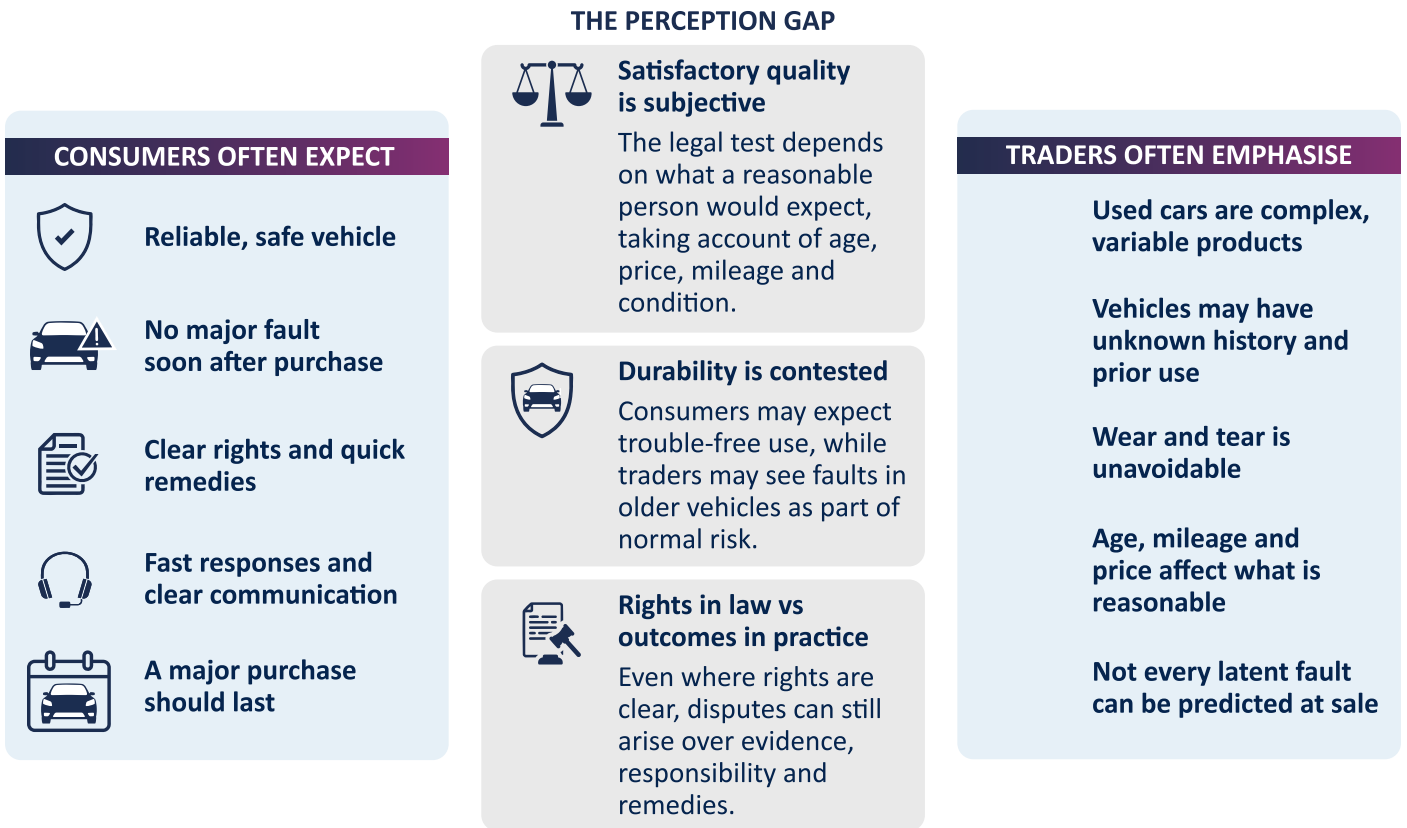 THE PERCEPTION GAP
CONSUMERS OFTEN EXPECT
Reliable, safe vehicle
No major fault
soon after purchase
Clear rights and quick
remedies
Fast responses and
clear communication
A major purchase
should last
Satisfactory quality
is subjective
The legal test depends
on what a reasonable
person would expect,
taking account of age,
price, mileage and
condition.
Durability is contested
Consumers may expect
trouble-free use, while
traders may see faults in
older vehicles as part of
normal risk.
Rights in law vs
outcomes in practice
Even where rights are
clear, disputes can still
arise over evidence,
responsibility and
remedies.
TRADERS OFTEN EMPHASISE
Used cars are complex,
variable products
Vehicles may have
unknown history and
prior use
Wear and tear is
unavoidable
Age, mileage and
price affect what is
reasonable
Not every latent fault
can be predicted at sale